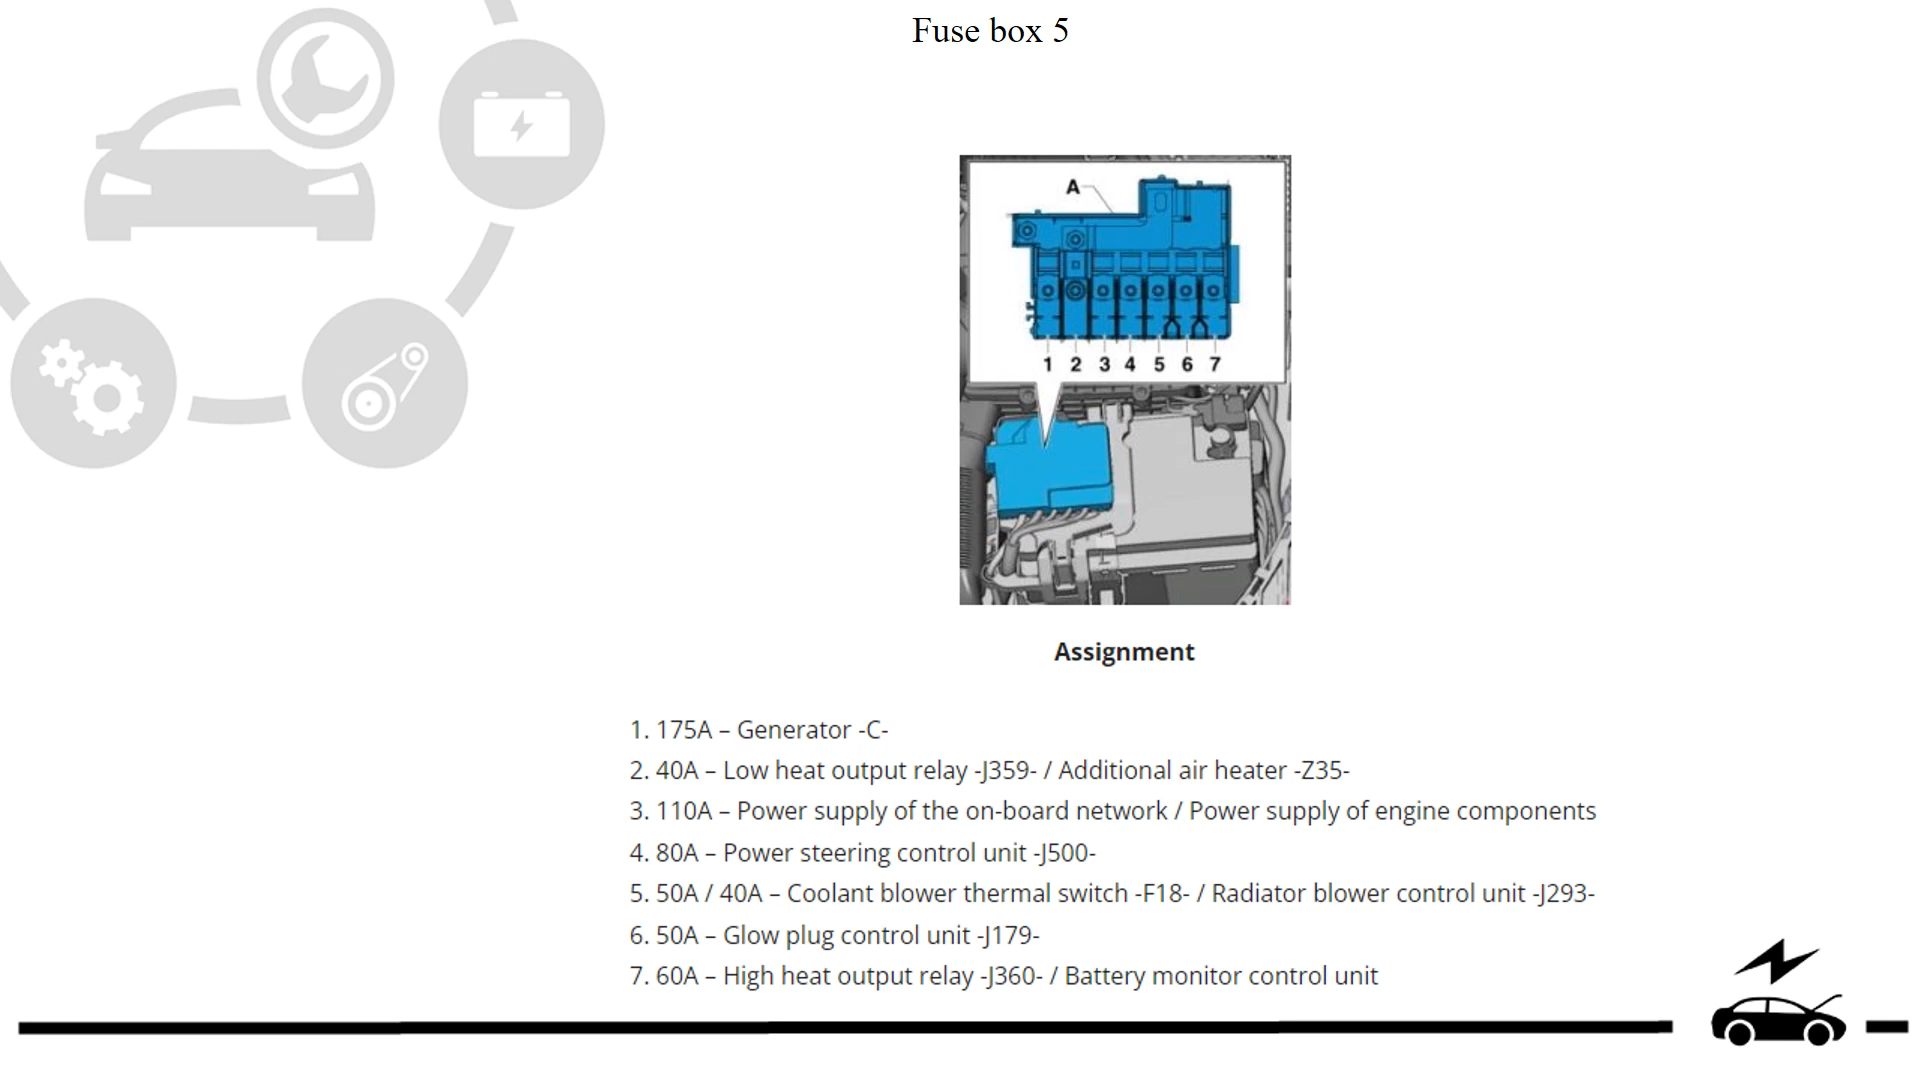 Fuse box 5
A
1 2 3 4 5 6 7
Assignment
1. 175A – Generator -C-
2. 40A – Low heat output relay -J359- / Additional air heater -Z35-
3. 110A – Power supply of the on-board network / Power supply of engine components
4. 80A – Power steering control unit -J500-
5. 50A / 40A – Coolant blower thermal switch -F18- / Radiator blower control unit -J293-
6. 50A – Glow plug control unit -J179-
7. 60A – High heat output relay -J360- / Battery monitor control unit